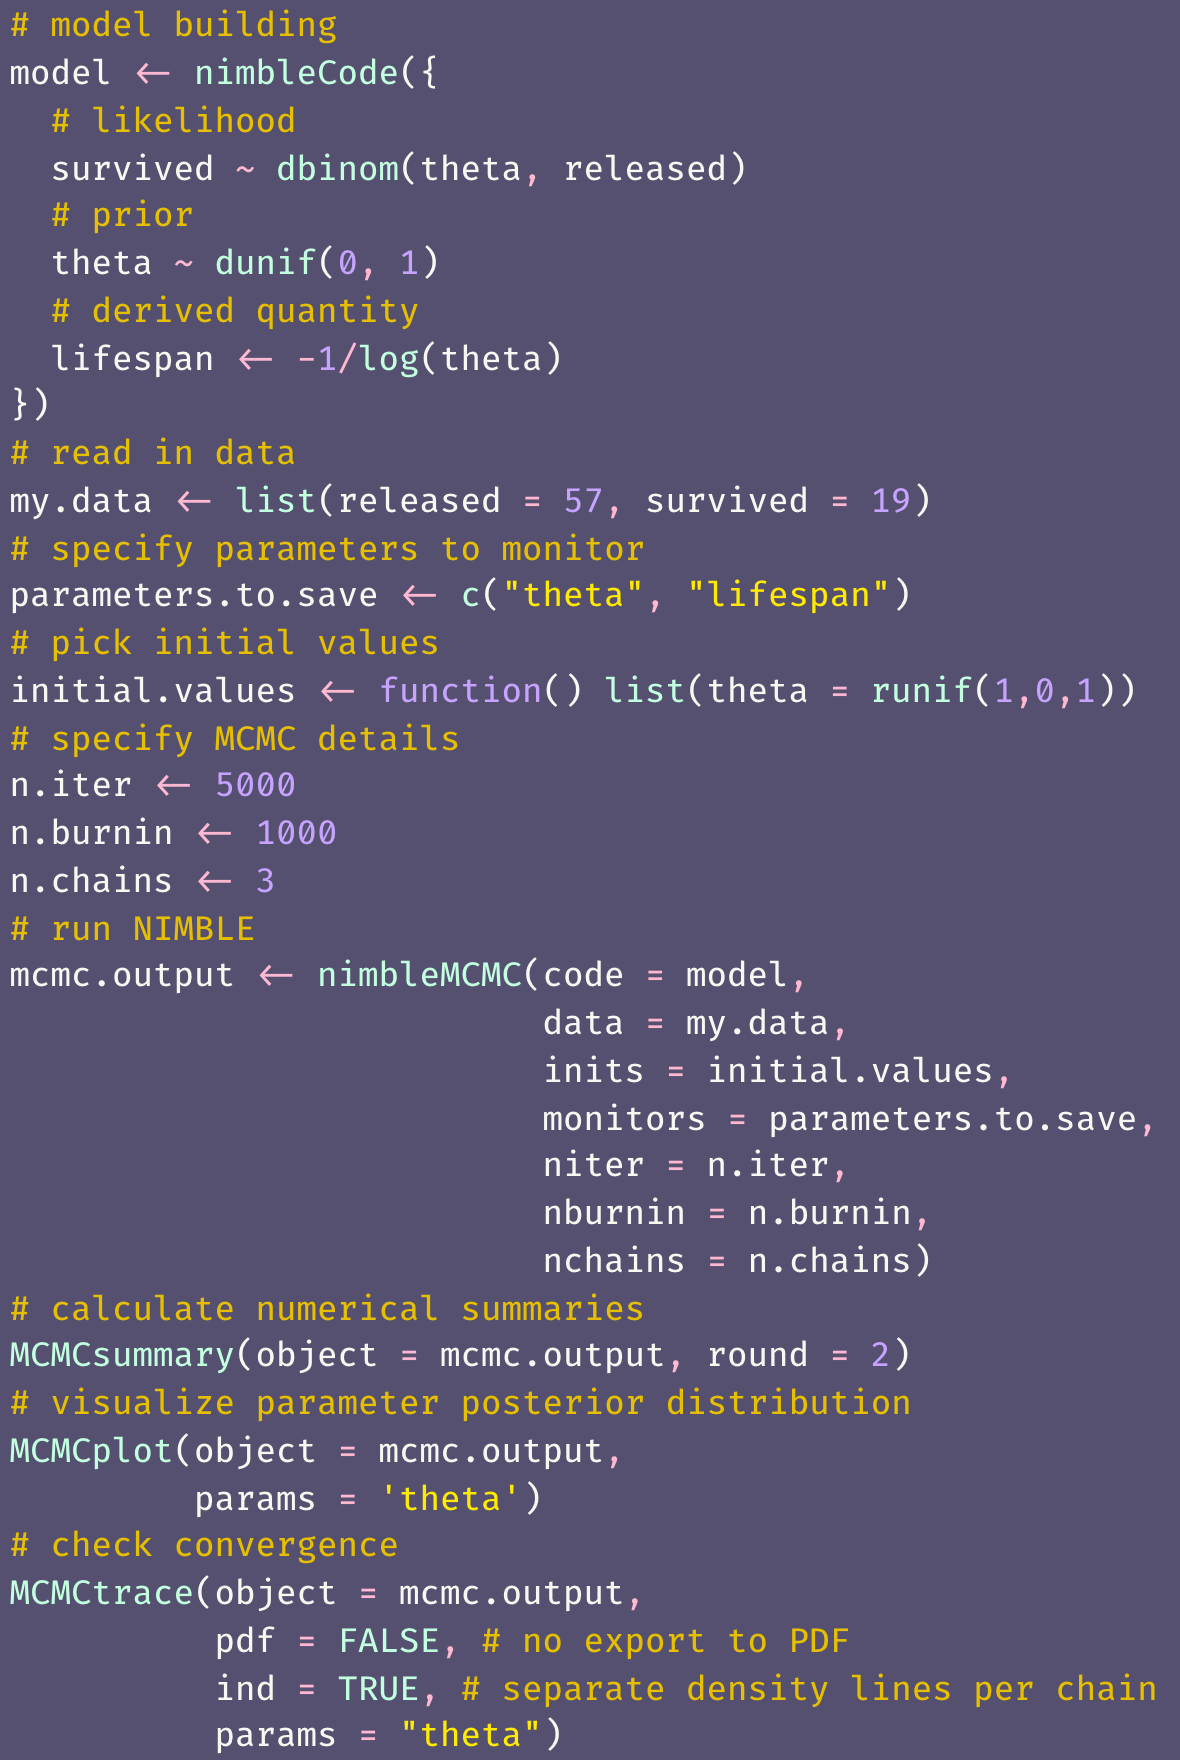 # model building
model <- nimbleCode({
  # likelihood
  survived ~ dbinom(theta, released)
  # prior
  theta ~ dunif(0, 1)
  # derived quantity
  lifespan <- -1/log(theta)
})
# read in data
my.data <- list(released = 57, survived = 19)
# specify parameters to monitor
parameters.to.save <- c("theta", "lifespan")
# pick initial values
initial.values <- function() list(theta = runif(1,0,1))
# specify MCMC details
n.iter <- 5000
n.burnin <- 1000
n.chains <- 3
# run NIMBLE
mcmc.output <- nimbleMCMC(code = model,
                          data = my.data,
                          inits = initial.values,
                          monitors = parameters.to.save,
                          niter = n.iter,
                          nburnin = n.burnin,
                          nchains = n.chains)
# calculate numerical summaries
MCMCsummary(object = mcmc.output, round = 2)
# visualize parameter posterior distribution
MCMCplot(object = mcmc.output,
         params = 'theta')
# check convergence
MCMCtrace(object = mcmc.output,
          pdf = FALSE, # no export to PDF
          ind = TRUE, # separate density lines per chain
          params = "theta")